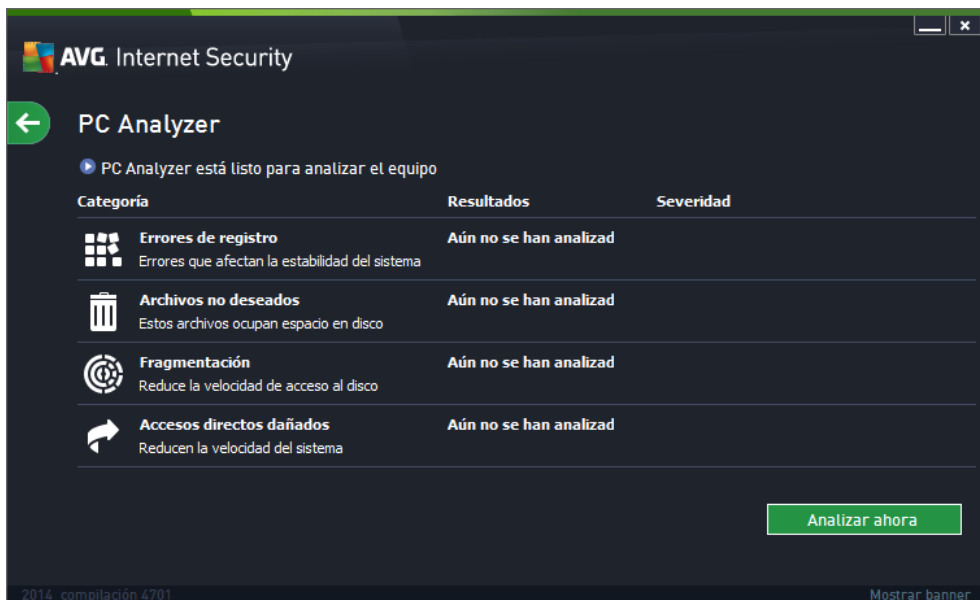 AVG. Internet Security
PC Analyzer
PC Analyzer está listo para analizar el equipo
Categoría Resultados Severidad
Errores de registro Aún no se han analizad
Errores que afectan la estabilidad del sistema
Archivos no deseados Aún no se han analizad
Estos archivos ocupan espacio en disco
Fragmentación Aún no se han analizad
Reduce la velocidad de acceso al disco
Accesos directos dañados Aún no se han analizad
Reducen la velocidad del sistema
Analizar ahora
2014 compilación 4701 Mostrar banner